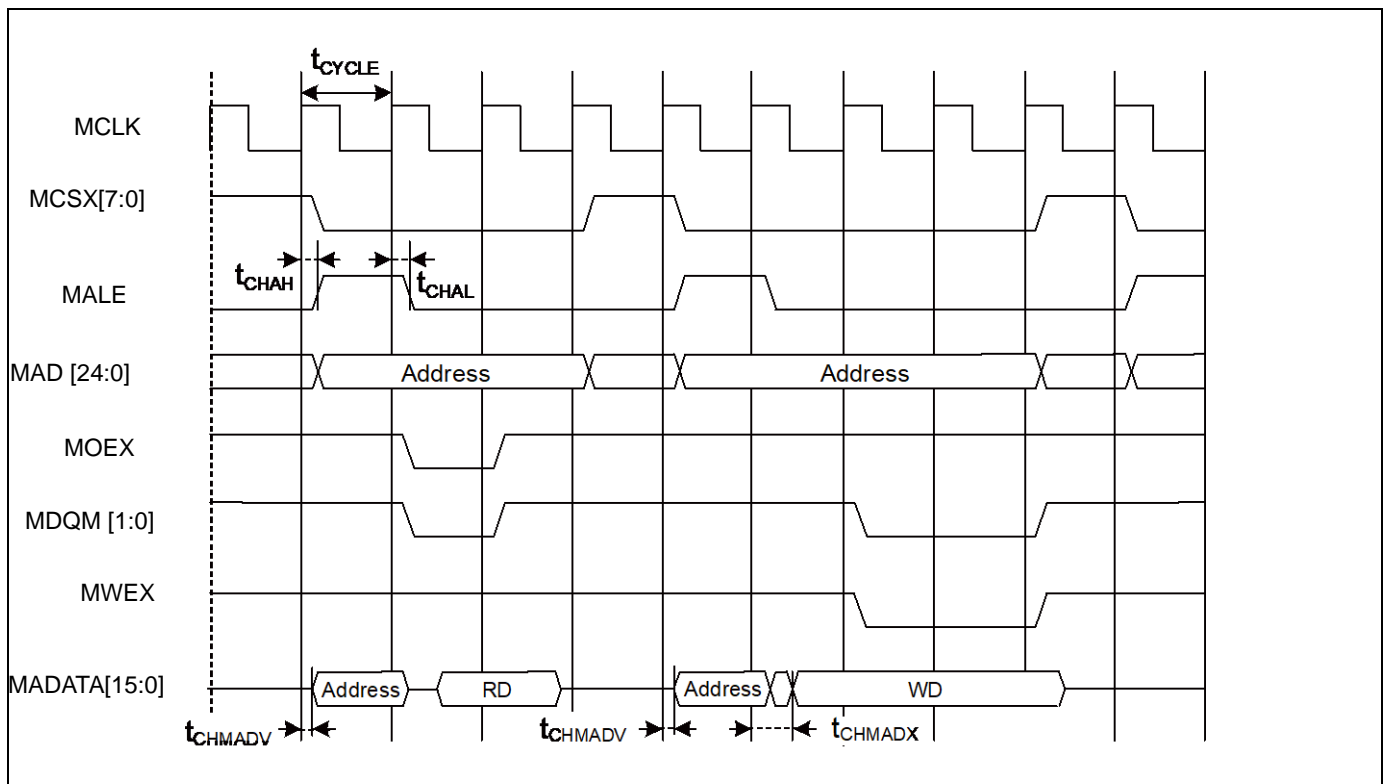 tCYCLE
MCLK
MCSX[7:0]
tCHAH
tCHAL
MALE
MAD [24:0]
Address
Address
MOEX
MDQM [1:0]
MWEX
MADATA[15:0]
Address
RD
Address
WD
tCHMADV
tCHMADV
tCHMADX